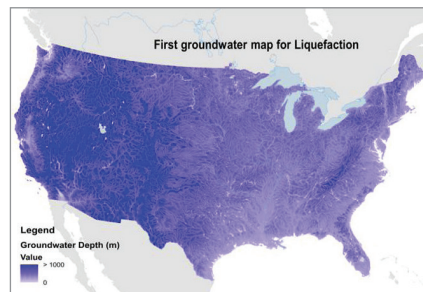 First groundwater map for Liquefaction
Legend
Groundwater Depth (m)
Value
> 1000
0